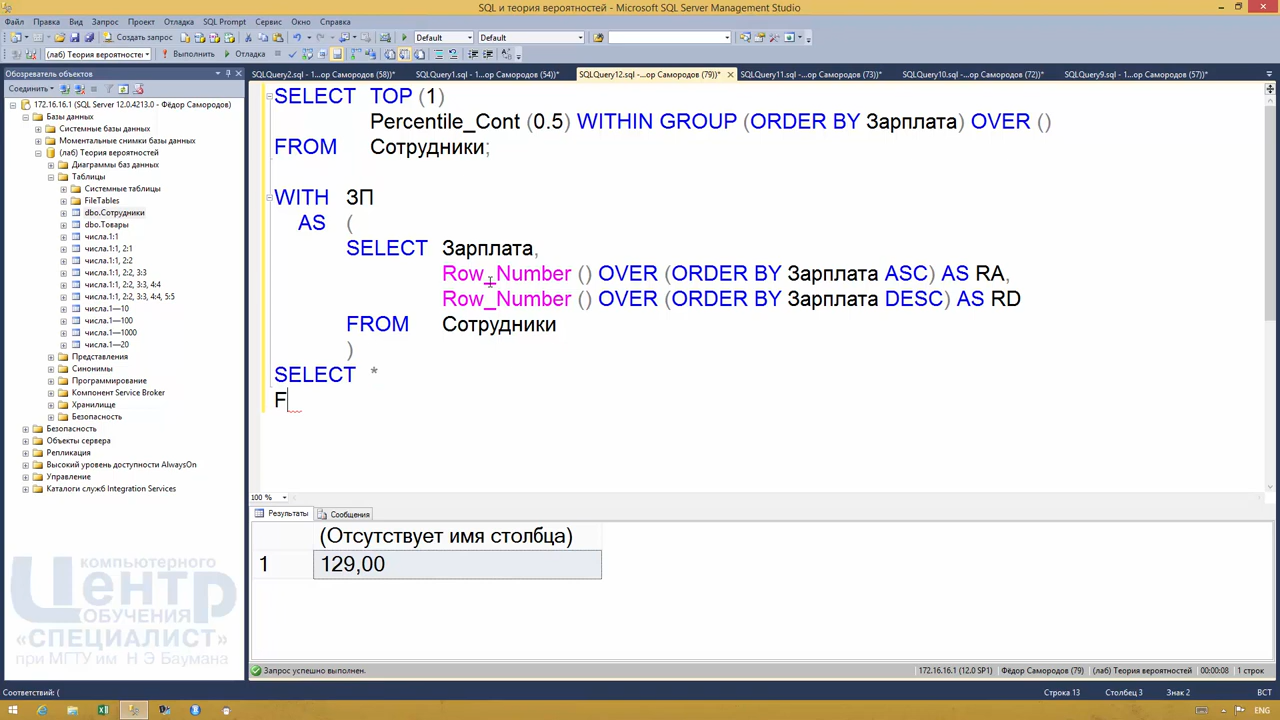 SQL и теория вероятностей - Microsoft SQL Server Management Studio
Файл Правка Вид Запрос Проект Отладка SQL Prompt Сервис Окно Справка
Создать запрос Default Default
(лаб) Теория вероятносте Выполнить Отладка
Обозреватель объектов
SQLQuery2.sql - 1...ор Самородов (58))* SQLQuery1.sql - 1...ор Самородов (54))* SQLQuery12.sql -...ор Самородов (79))* SQLQuery11.sql -...ор Самородов (73))* SQLQuery10.sql -...ор Самородов (76))* SQLQuery9.sql - 1...ор Самородов (57))*
Соединить
172.16.16.1 (SQL Server 12.0.4213.0 - Фёдор Самородов)
Базы данных
Системные базы данных
Моментальные снимки базы данных
(лаб) Теория вероятностей
Диаграммы баз данных
Таблицы
Системные таблицы
FileTables
dbo.Сотрудники
dbo.Товары
числа.1:1
числа.1:1, 2:1
числа.1:1, 2:2
числа.1:1, 2:2, 3:3
числа.1:1, 2:2, 3:3, 4:4
числа.1:1, 2:2, 3:3, 4:4, 5:5
числа.1—10
числа.1—100
числа.1—1000
числа.1—20
Представления
Синонимы
Программирование
Компонент Service Broker
Хранилище
Безопасность
Безопасность
Объекты сервера
Репликация
Высокий уровень доступности AlwaysOn
Управление
Каталоги служб Integration Services
SELECT TOP (1)
Percentile_Cont (0.5) WITHIN GROUP (ORDER BY Зарплата) OVER ()
FROM Сотрудники;
WITH ЗП
AS (
SELECT Зарплата,
Row_Number () OVER (ORDER BY Зарплата ASC) AS RA,
Row_Number () OVER (ORDER BY Зарплата DESC) AS RD
FROM Сотрудники
)
SELECT *
F
100 %
Результаты Сообщения
(Отсутствует имя столбца)
1 129,00
компьютерного
Центр
ОБУЧЕНИЯ
«СПЕЦИАЛИСТ»
при МГТУ им Н Э Баумана
Запрос успешно выполнен. 172.16.16.1 (12.0 SP1) Фёдор Самородов (79) (лаб) Теория вероятностей 00:00:08 1 строк
Соответствий: ( Строка 13 Столбец 3 Знак 2 ВСТ
ENG